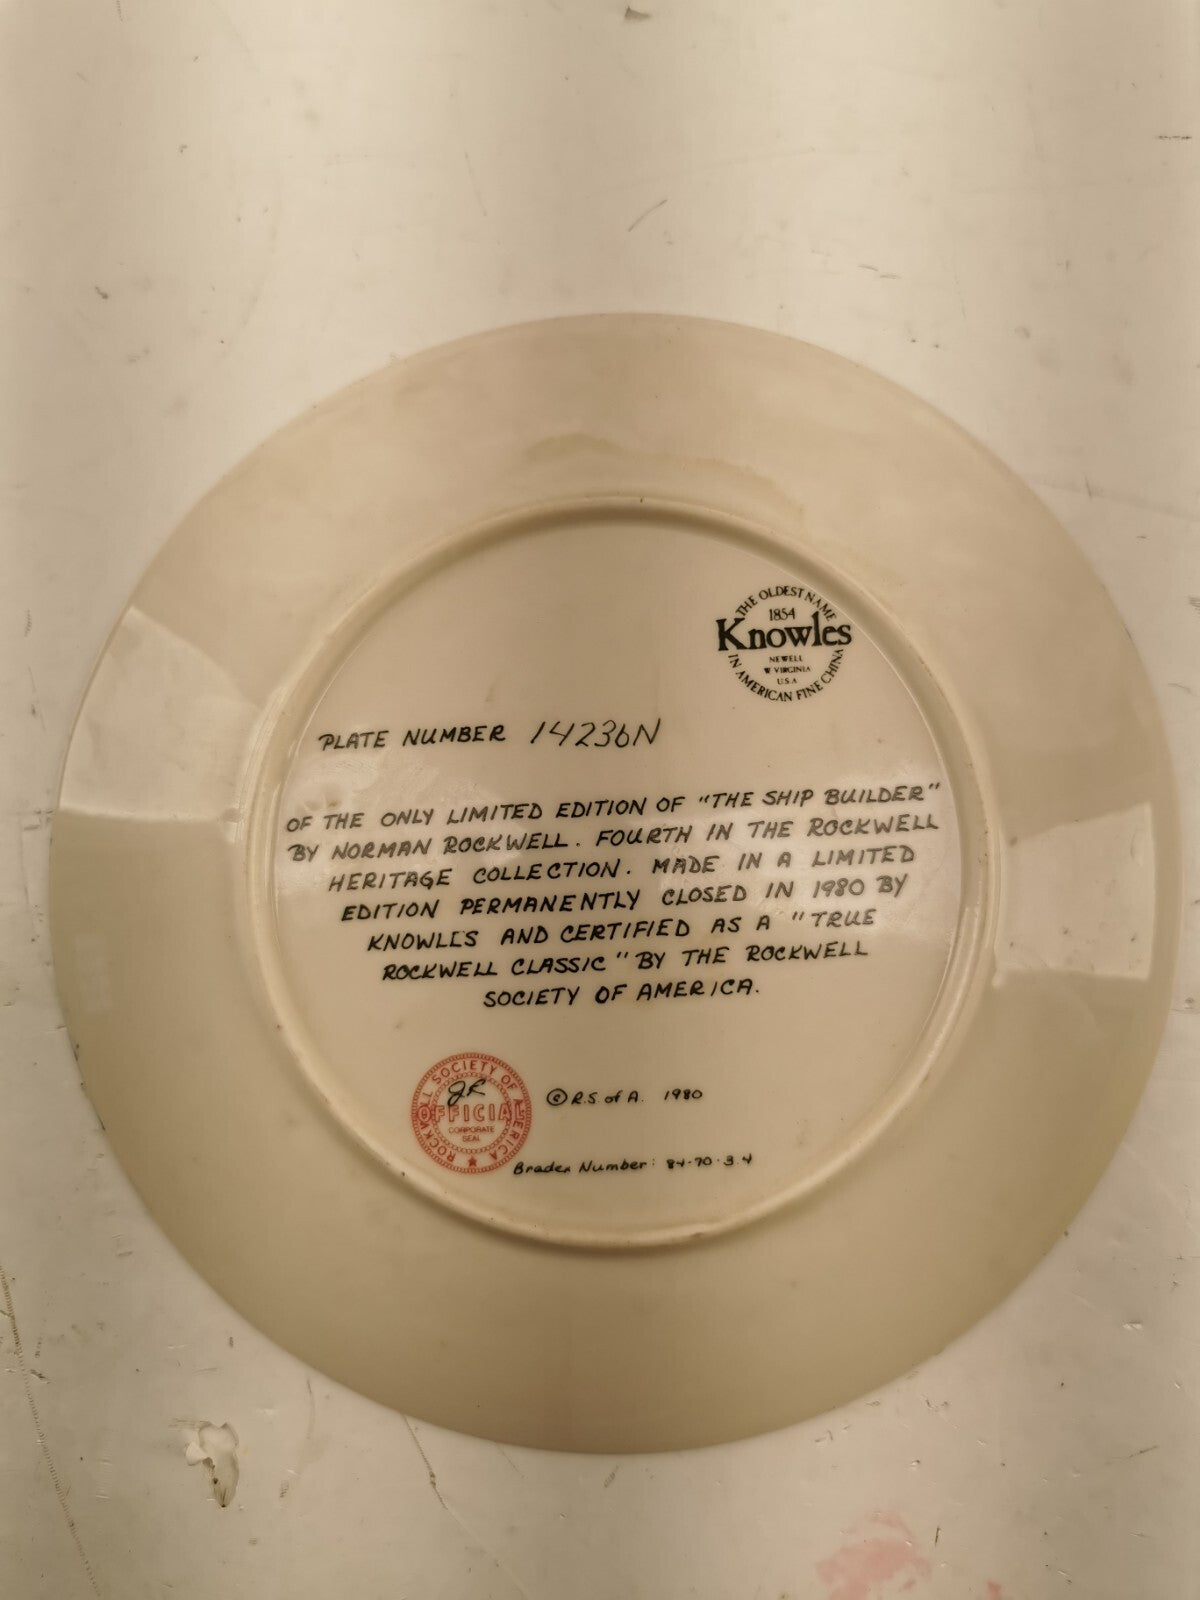 THE OLDEST NAME
1854
Knowles
NEWELL
W VIRGINIA
U.S.A
IN AMERICAN FINE CHINA
PLATE NUMBER 14236N
OF THE ONLY LIMITED EDITION OF "THE SHIP BUILDER"
BY NORMAN ROCKWELL. FOURTH IN THE ROCKWELL
HERITAGE COLLECTION. MADE IN A LIMITED
EDITION PERMANENTLY CLOSED IN 1980 BY
KNOWLES AND CERTIFIED AS A "TRUE
ROCKWELL CLASSIC" BY THE ROCKWELL
SOCIETY OF AMERICA.
ROCKWELL SOCIETY OF AMERICA
JR
OFFICIAL
CORPORATE
SEAL
© R.S. of A. 1980
Bradex Number: 84-70-3.4